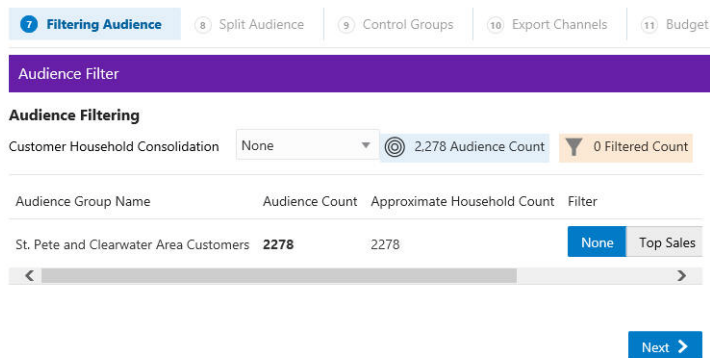 7 Filtering Audience 8 Split Audience 9 Control Groups 10 Export Channels 11 Budget
Audience Filter
Audience Filtering
Customer Household Consolidation None 2,278 Audience Count 0 Filtered Count
Audience Group Name Audience Count Approximate Household Count Filter
St. Pete and Clearwater Area Customers 2278 2278 None Top Sales
Next